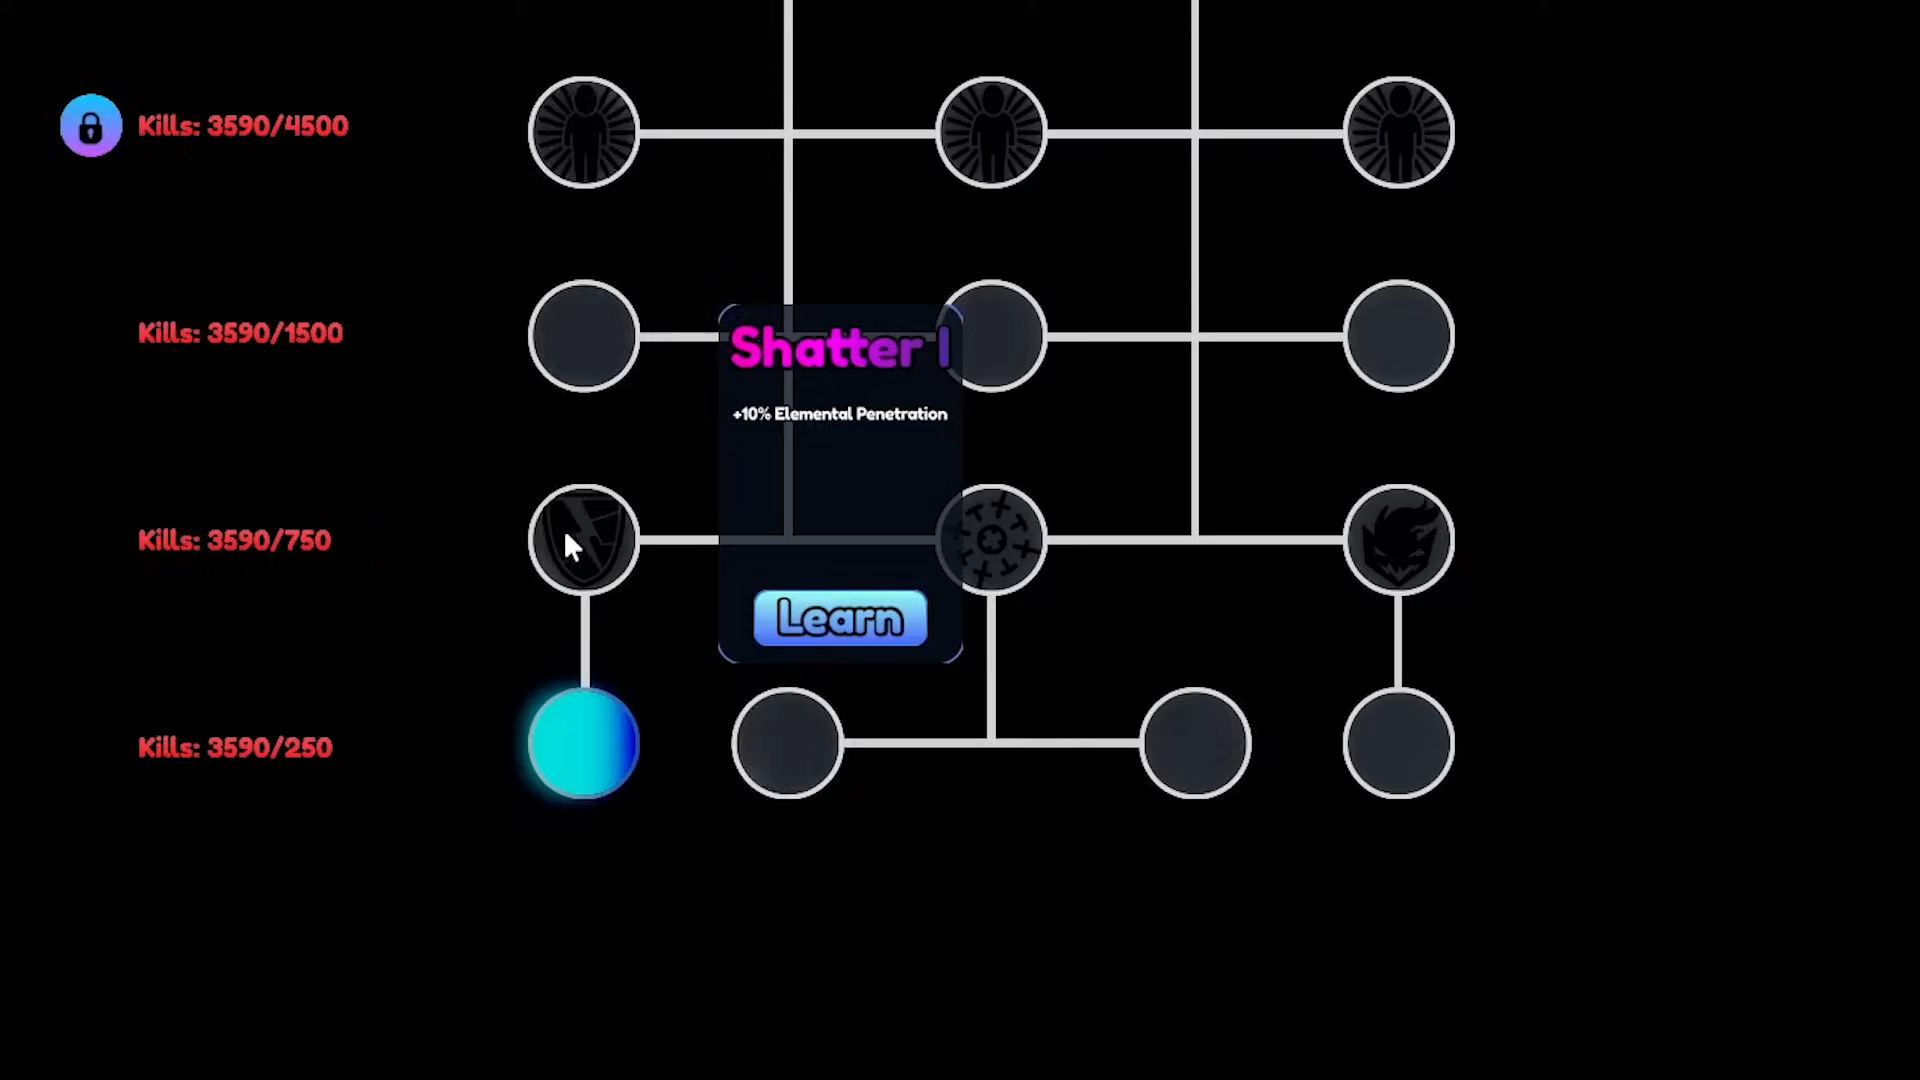 Kills: 3590/4500
Kills: 3590/1500
Shatter I
+10% Elemental Penetration
Kills: 3590/750
Learn
Kills: 3590/250